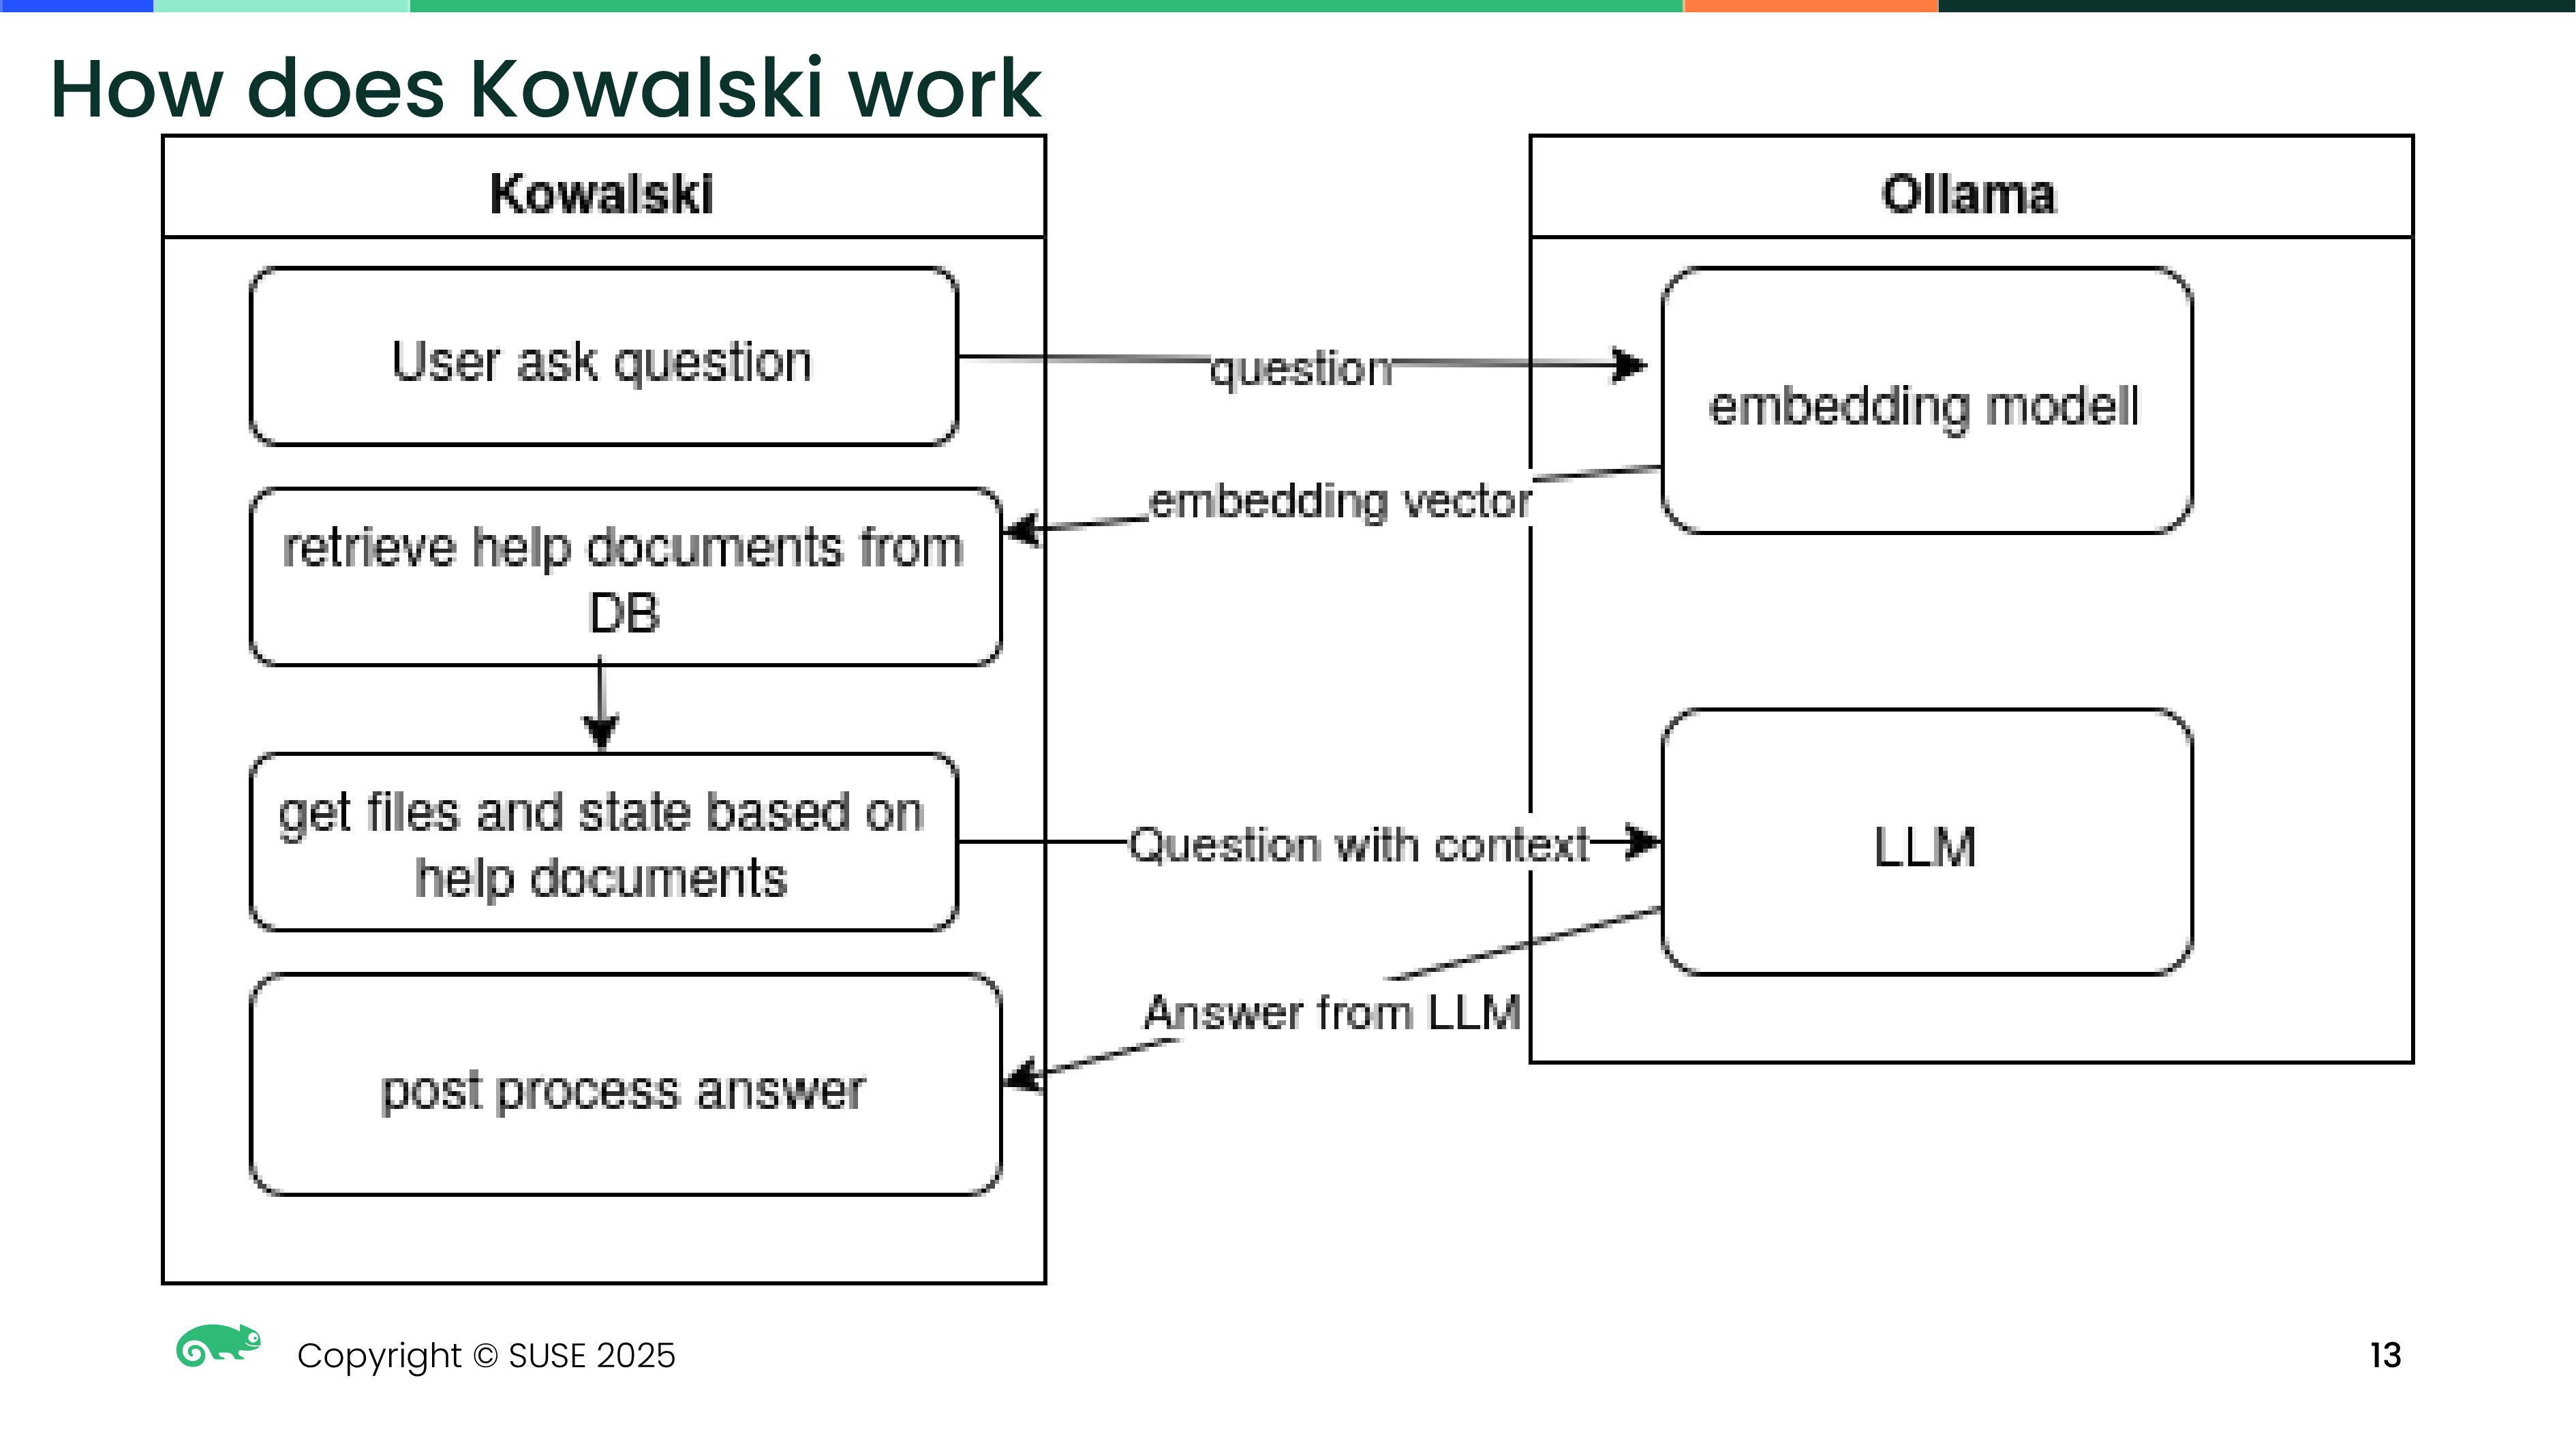 How does Kowalski work
Kowalski
Ollama
User ask question
question
embedding modell
embedding vector
retrieve help documents from
DB
get files and state based on
help documents
Question with context
LLM
Answer from LLM
post process answer
Copyright © SUSE 2025
13